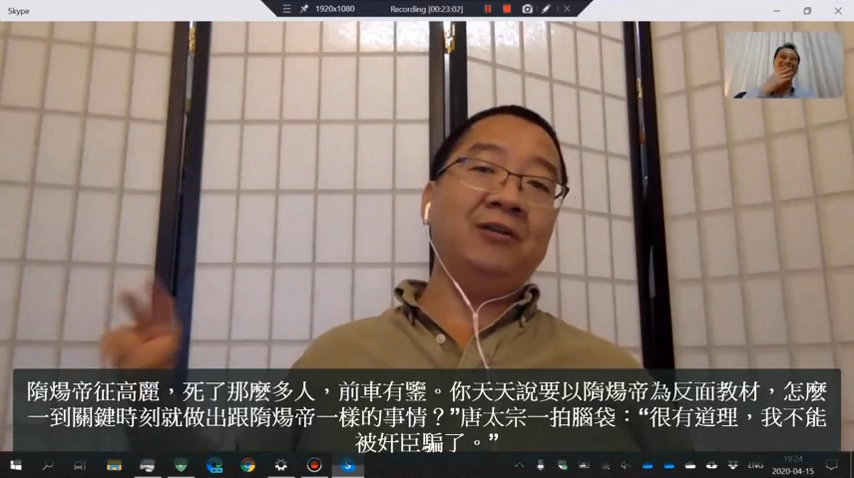 Skype
1920x1080
Recording [00:23:02]
隋煬帝征高麗，死了那麼多人，前車有鑒。你天天說要以隋煬帝為反面教材，怎麼
一到關鍵時刻就做出跟隋煬帝一樣的事情？”唐太宗一拍腦袋：“很有道理，我不能
被奸臣騙了。”
ENG
19:24
2020-04-15